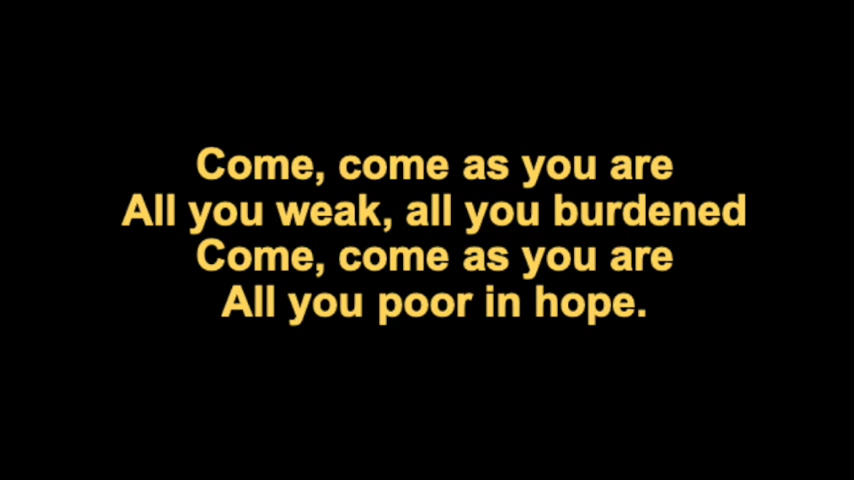 Come, come as you are
All you weak, all you burdened
Come, come as you are
All you poor in hope.